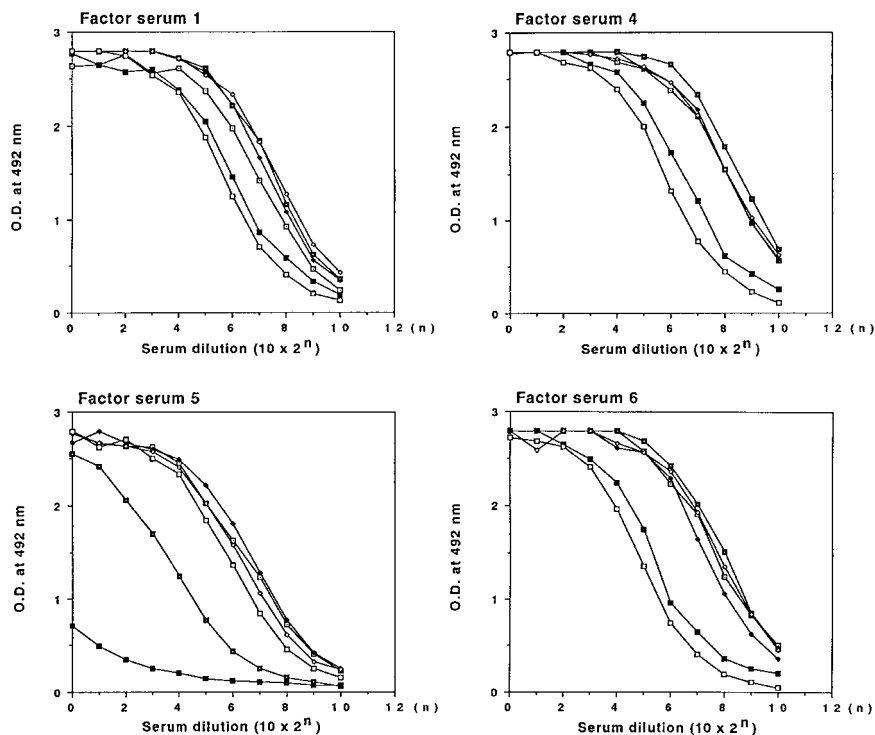 Factor serum 1
3
2
1
0
O.D. at 492 nm
0 2 4 6 8 10 12 (n)
Serum dilution (10 x 2ⁿ)
Factor serum 4
3
2
1
0
O.D. at 492 nm
0 2 4 6 8 10 12 (n)
Serum dilution (10 x 2ⁿ)
Factor serum 5
3
2
1
0
O.D. at 492 nm
0 2 4 6 8 10 12 (n)
Serum dilution (10 x 2ⁿ)
Factor serum 6
3
2
1
0
O.D. at 492 nm
0 2 4 6 8 10 12 (n)
Serum dilution (10 x 2ⁿ)